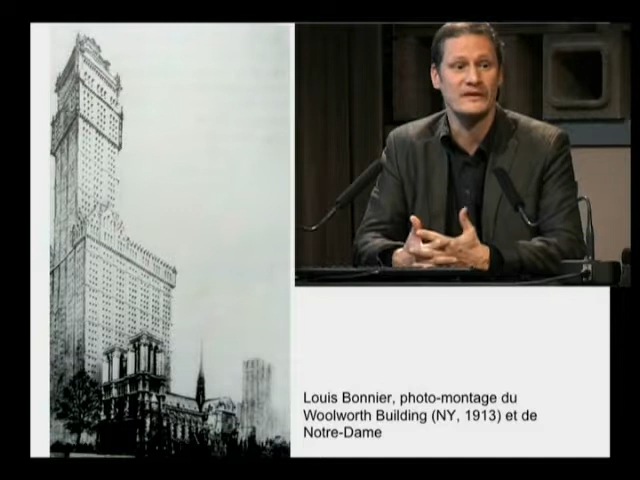 Louis Bonnier, photo-montage du
Woolworth Building (NY, 1913) et de
Notre-Dame